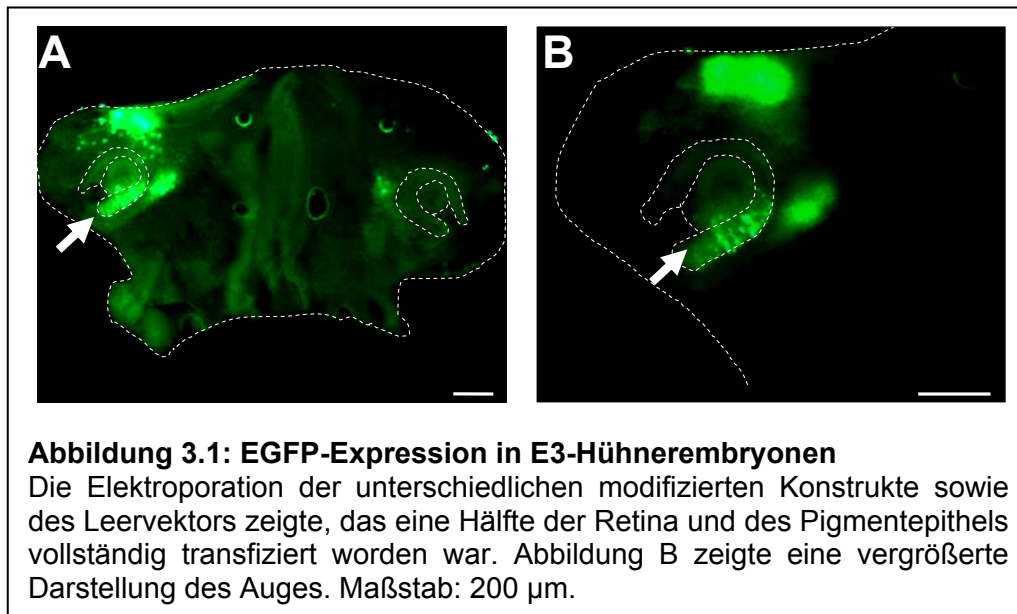 A
B
Abbildung 3.1: EGFP-Expression in E3-Hühnerembryonen
Die Elektroporation der unterschiedlichen modifizierten Konstrukte sowie
des Leervektors zeigte, das eine Hälfte der Retina und des Pigmentepithels
vollständig transfiziert worden war. Abbildung B zeigte eine vergrößerte
Darstellung des Auges. Maßstab: 200 µm.